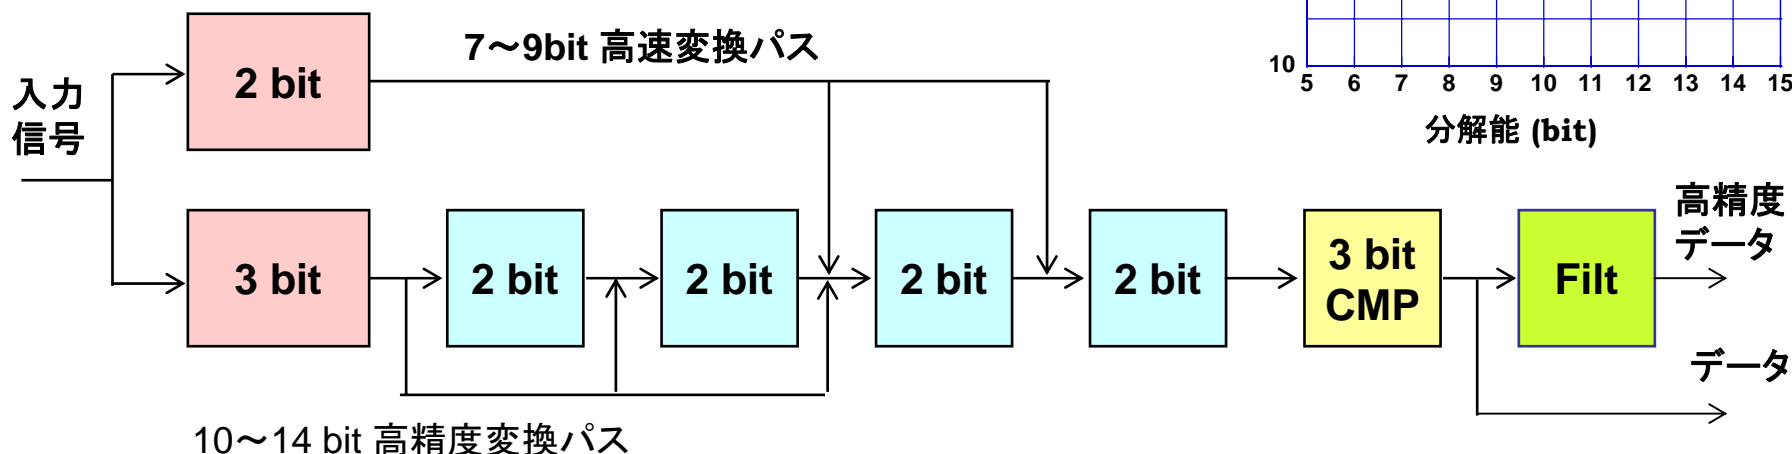 10
5 6 7 8 9 10 11 12 13 14 15
分解能 (bit)
7～9bit 高速変換パス
入力
信号
2 bit
3 bit
2 bit
2 bit
2 bit
2 bit
3 bit
CMP
Filt
高精度
データ
データ
10～14 bit 高精度変換パス